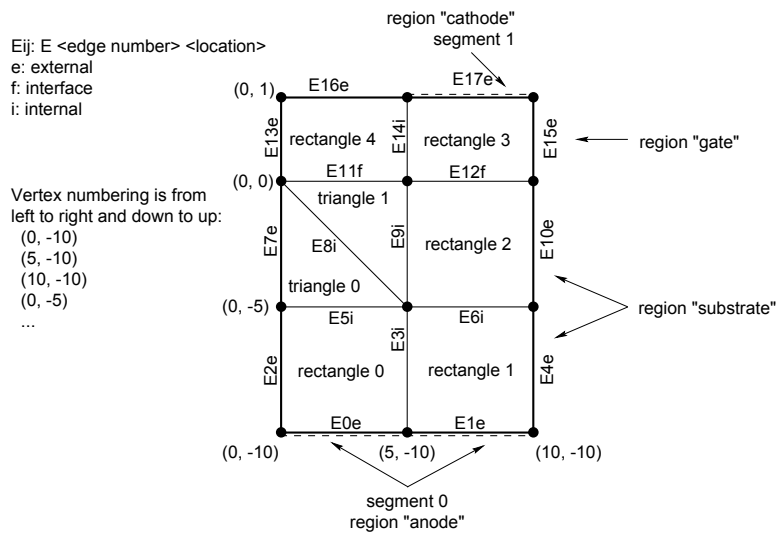 region "cathode"
segment 1
Eij: E <edge number> <location>
e: external
f: interface
i: internal
E16e
E17e
(0, 1)
E13e
rectangle 4
E14i
rectangle 3
E15e
region "gate"
E11f
E12f
(0, 0)
triangle 1
Vertex numbering is from
left to right and down to up:
(0, -10)
(5, -10)
(10, -10)
(0, -5)
...
E7e
E8i
E9i
rectangle 2
E10e
triangle 0
(0, -5)
E5i
E6i
region "substrate"
E2e
rectangle 0
E3i
rectangle 1
E4e
E0e
E1e
(0, -10)
(5, -10)
(10, -10)
segment 0
region "anode"